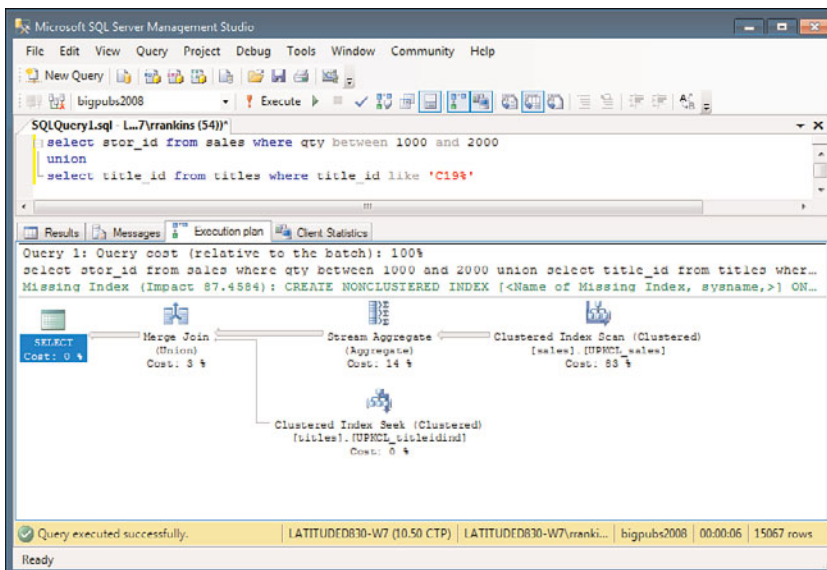 Microsoft SQL Server Management Studio
File Edit View Query Project Debug Tools Window Community Help
New Query
bigpubs2008 Execute
SQLQuery1.sql - L...7\rrankins (54))*
select stor_id from sales where qty between 1000 and 2000
union
select title_id from titles where title_id like 'C19%'
Results Messages Execution plan Client Statistics
Query 1: Query cost (relative to the batch): 100%
select stor_id from sales where qty between 1000 and 2000 union select title_id from titles wher...
Missing Index (Impact 87.4584): CREATE NONCLUSTERED INDEX [<Name of Missing Index, sysname,>] ON...
SELECT
Cost: 0 %
Merge Join
(Union)
Cost: 3 %
Stream Aggregate
(Aggregate)
Cost: 14 %
Clustered Index Scan (Clustered)
[sales].[UPKCL_sales]
Cost: 83 %
Clustered Index Seek (Clustered)
[titles].[UPKCL_titleidind]
Cost: 0 %
Query executed successfully. LATITUDED830-W7 (10.50 CTP) LATITUDED830-W7\rranki... bigpubs2008 00:00:06 15067 rows
Ready